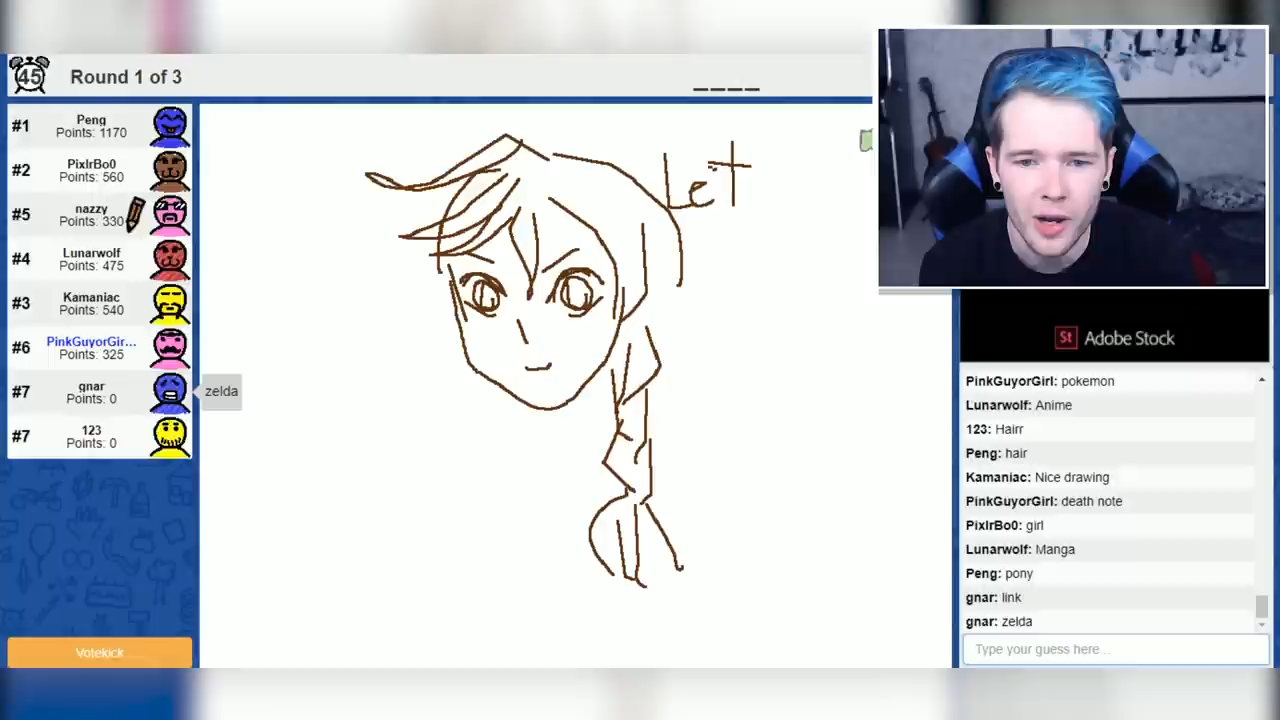 45
Round 1 of 3
____
#1
Peng
Points: 1170
#2
PixlrBo0
Points: 560
#5
nazzy
Points: 330
#4
Lunarwolf
Points: 475
#3
Kamaniac
Points: 540
#6
PinkGuyorGir...
Points: 325
#7
gnar
Points: 0
#7
123
Points: 0
zelda
Votekick
Let
St Adobe Stock
PinkGuyorGirl: pokemon
Lunarwolf: Anime
123: Hairr
Peng: hair
Kamaniac: Nice drawing
PinkGuyorGirl: death note
PixlrBo0: girl
Lunarwolf: Manga
Peng: pony
gnar: link
gnar: zelda
Type your guess here...